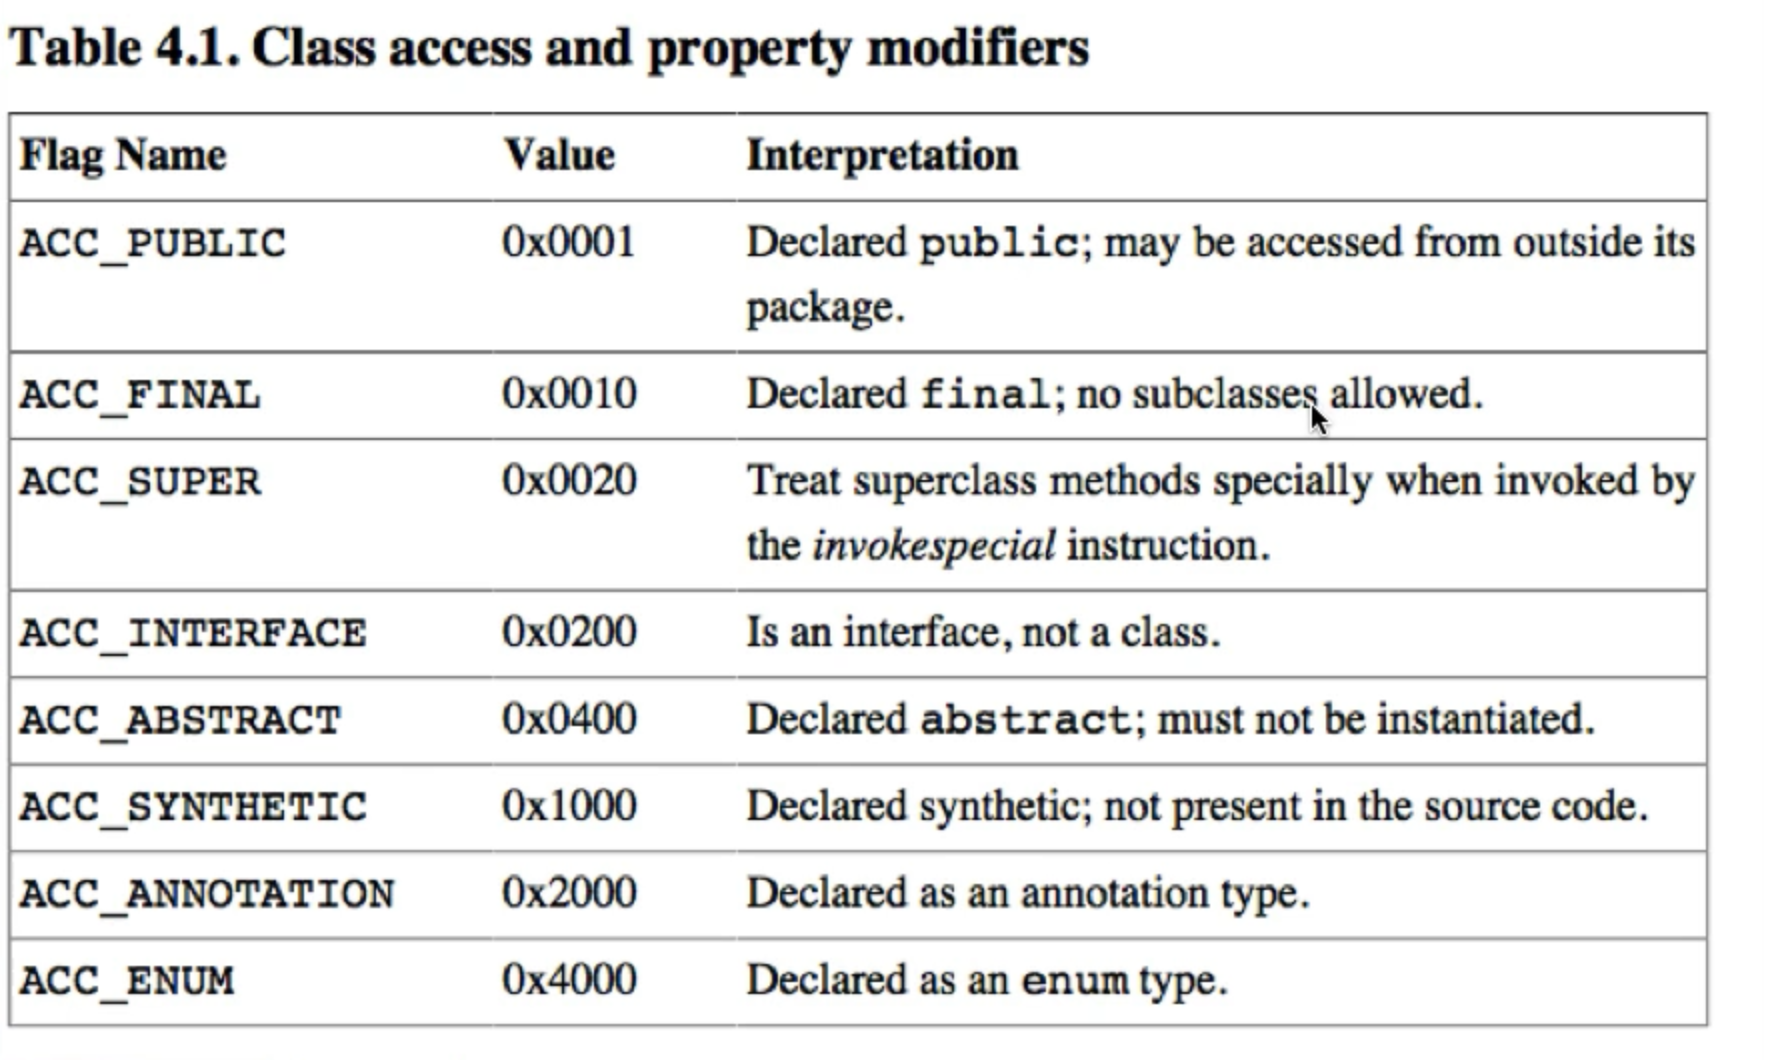 Table 4.1. Class access and property modifiers
Flag Name Value Interpretation
ACC_PUBLIC 0x0001 Declared public; may be accessed from outside its
package.
ACC_FINAL 0x0010 Declared final; no subclasses allowed.
ACC_SUPER 0x0020 Treat superclass methods specially when invoked by
the invokespecial instruction.
ACC_INTERFACE 0x0200 Is an interface, not a class.
ACC_ABSTRACT 0x0400 Declared abstract; must not be instantiated.
ACC_SYNTHETIC 0x1000 Declared synthetic; not present in the source code.
ACC_ANNOTATION 0x2000 Declared as an annotation type.
ACC_ENUM 0x4000 Declared as an enum type.